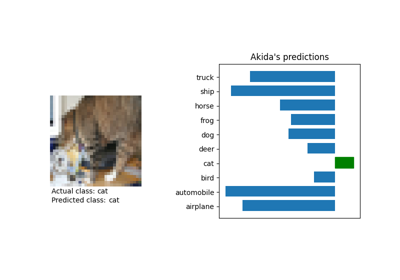 Akida's predictions
truck
ship
horse
frog
dog
deer
cat
bird
automobile
airplane
Actual class: cat
Predicted class: cat